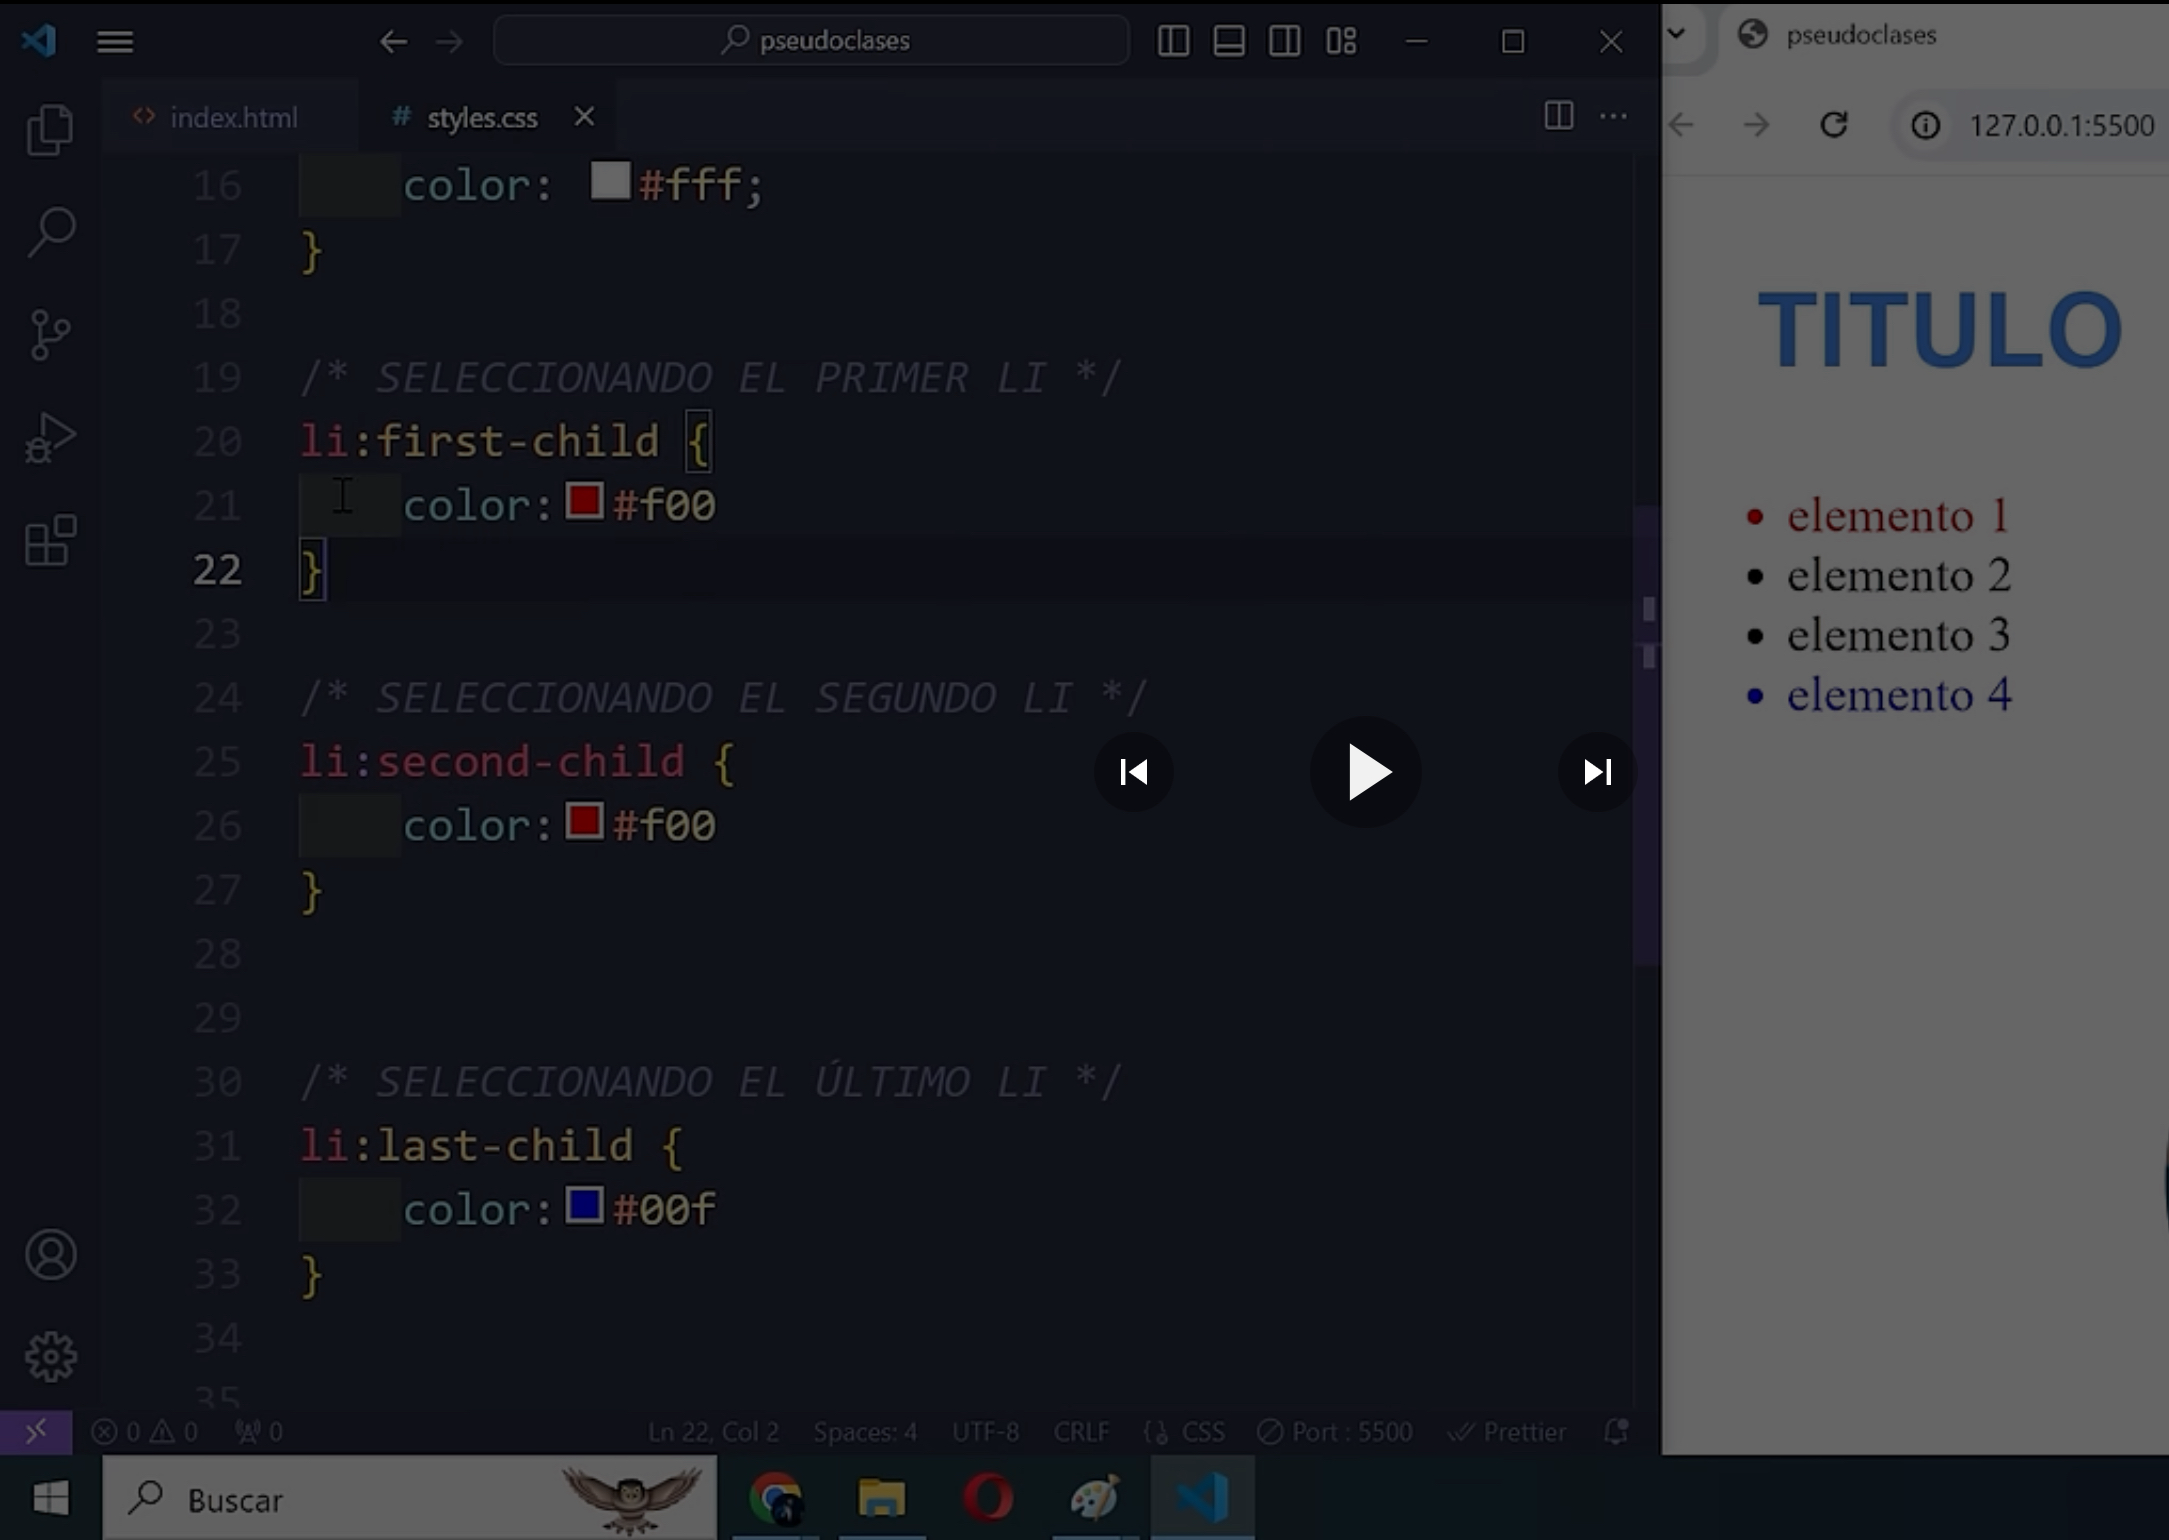 pseudoclases
index.html
# styles.css
16 color: #fff;
17 }
18
19 /* SELECCIONANDO EL PRIMER LI */
20 li:first-child {
21 color: #f00
22 }
23
24 /* SELECCIONANDO EL SEGUNDO LI */
25 li:second-child {
26 color: #f00
27 }
28
29
30 /* SELECCIONANDO EL ÚLTIMO LI */
31 li:last-child {
32 color: #00f
33 }
34
35
0 0 0 Ln 22, Col 2 Spaces: 4 UTF-8 CRLF {} CSS Port : 5500 Prettier
Buscar
pseudoclases
127.0.0.1:5500
TITULO
• elemento 1
• elemento 2
• elemento 3
• elemento 4